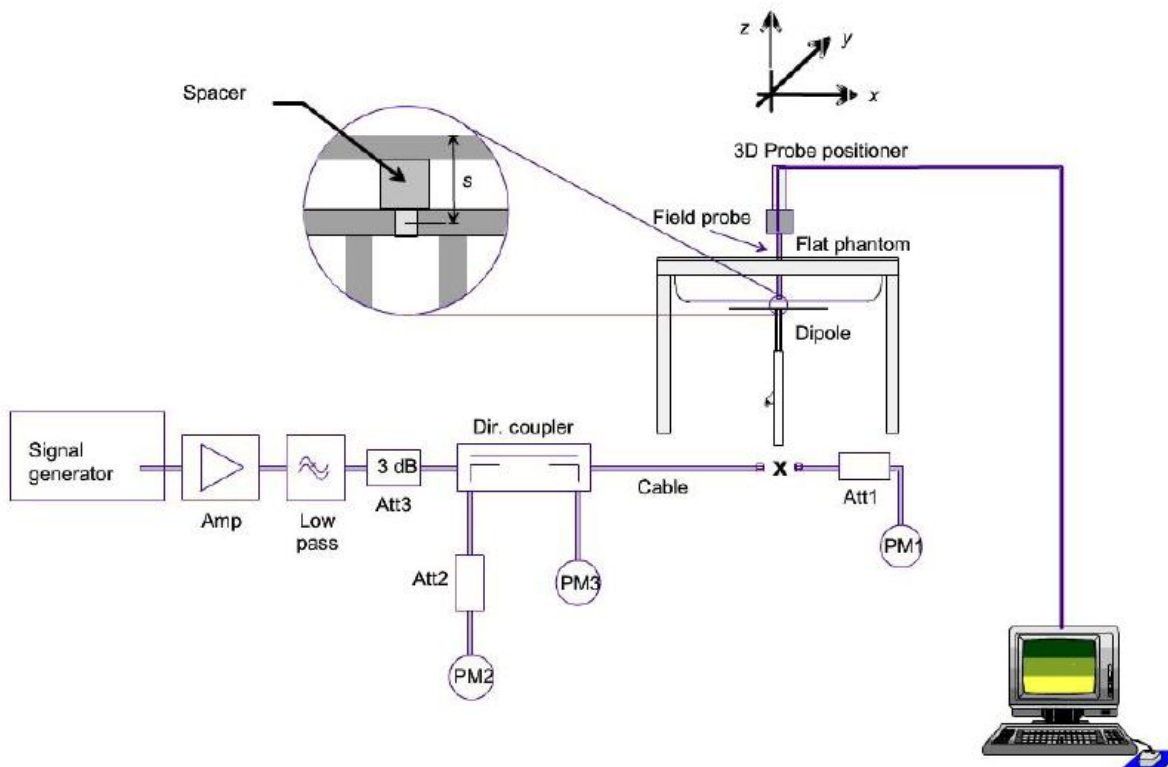 z
y
x
Spacer
s
3D Probe positioner
Field probe
Flat phantom
Dipole
Signal
generator
Amp
Low
pass
3 dB
Att3
Dir. coupler
Cable
x
Att1
PM1
Att2
PM3
PM2